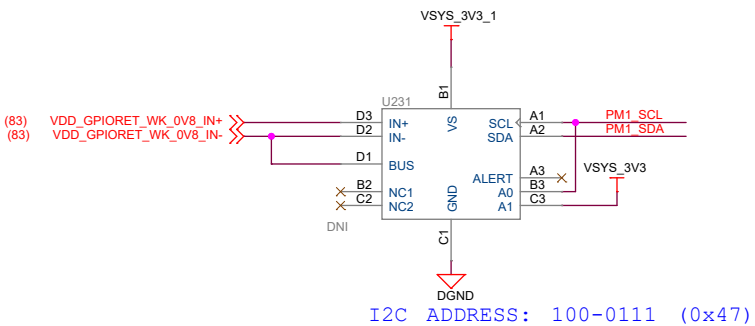 VSYS_3V3_1
U231
B1
(83) VDD_GPIORET_WK_0V8_IN+ D3 IN+ VS SCL A1 PM1_SCL
(83) VDD_GPIORET_WK_0V8_IN- D2 IN- SDA A2 PM1_SDA
D1 BUS
VSYS_3V3
ALERT A3
B2 NC1 A0 B3
C2 NC2 GND A1 C3
DNI
C1
DGND
I2C ADDRESS: 100-0111 (0x47)